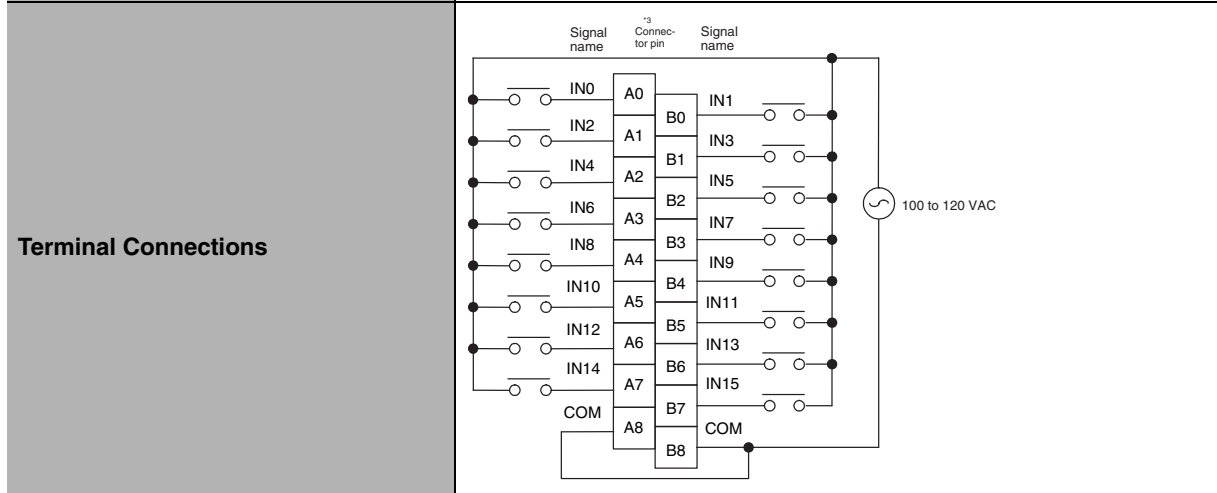 Terminal Connections
Signal
name
*3
Connec-
tor pin
Signal
name
IN0
A0
IN1
B0
IN2
A1
IN3
B1
IN4
A2
IN5
B2
IN6
A3
IN7
B3
IN8
A4
IN9
B4
IN10
A5
IN11
B5
IN12
A6
IN13
B6
IN14
A7
IN15
B7
COM
A8
COM
B8
100 to 120 VAC